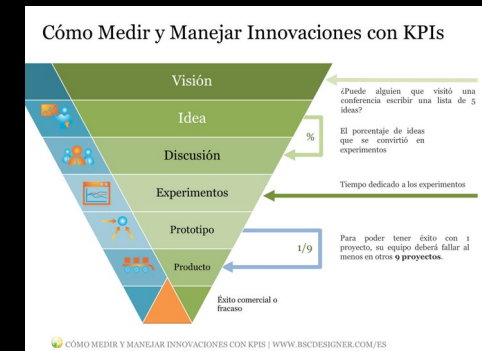 Cómo Medir y Manejar Innovaciones con KPIs
Visión
Idea
Discusión
Experimentos
Prototipo
Producto
Éxito comercial o
fracaso
%
1/9
¿Puede alguien que visitó una
conferencia escribir una lista de 5
ideas?
El porcentaje de ideas
que se convirtió en
experimentos
Tiempo dedicado a los experimentos
Para poder tener éxito con 1
proyecto, su equipo deberá fallar al
menos en otros 9 proyectos.
CÓMO MEDIR Y MANEJAR INNOVACIONES CON KPIS | WWW.BSCDESIGNER.COM/ES